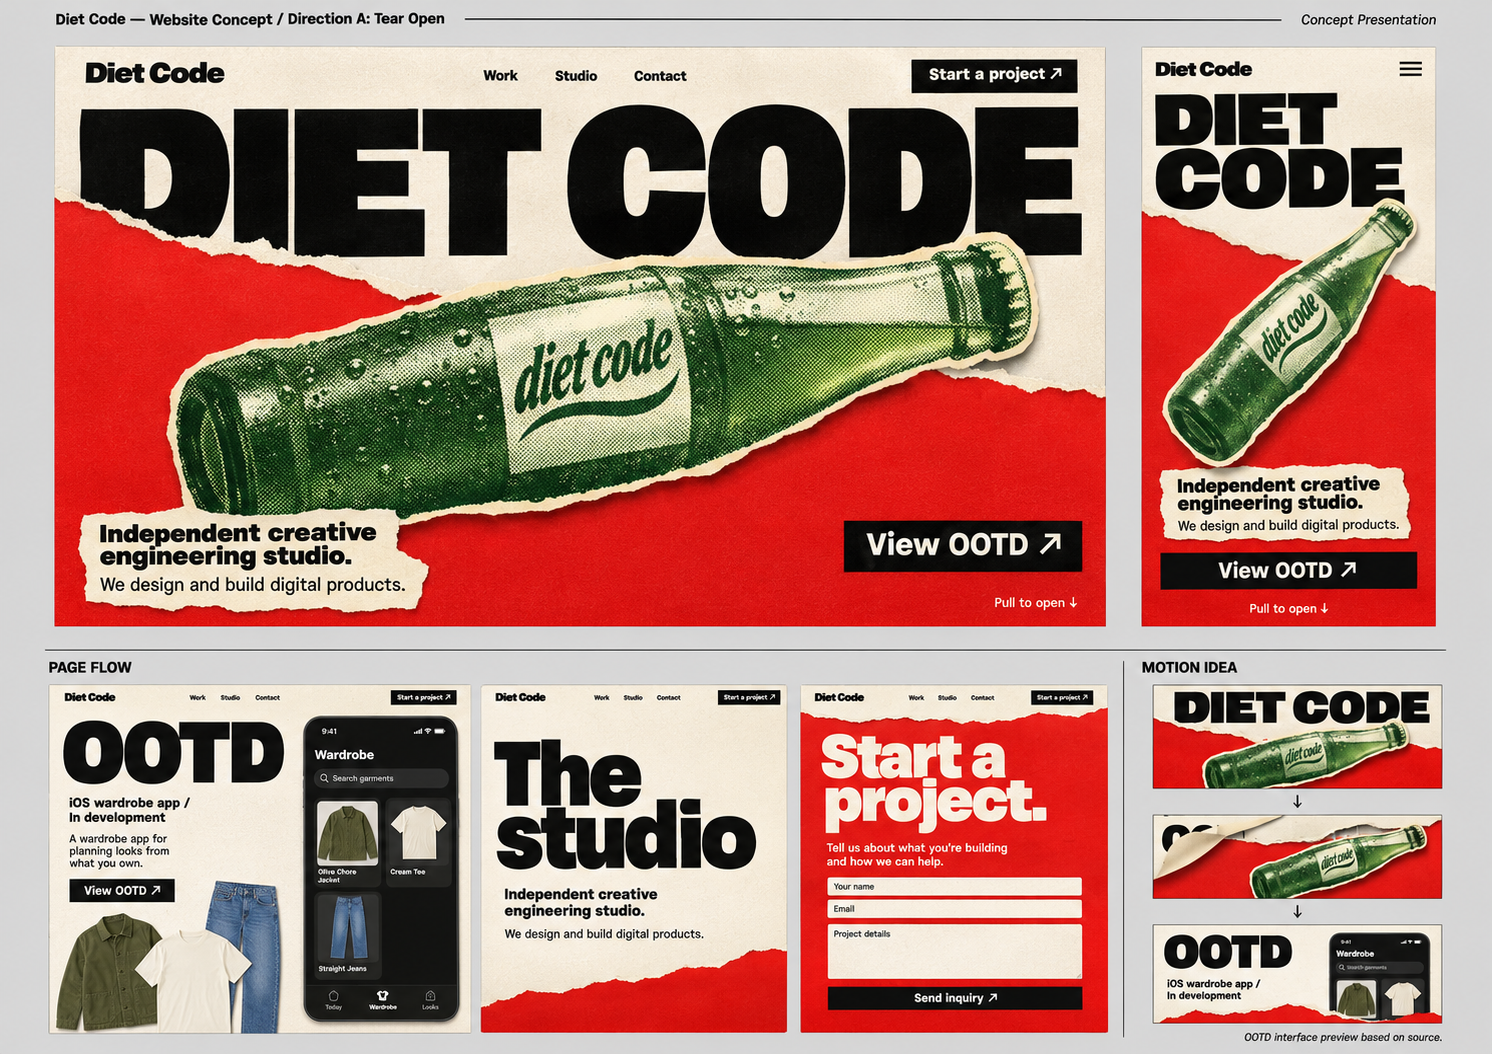 Diet Code — Website Concept / Direction A: Tear Open
Concept Presentation
Diet Code
Work
Studio
Contact
Start a project ↗
DIET CODE
diet code
Independent creative
engineering studio.
We design and build digital products.
View OOTD ↗
Pull to open ↓
Diet Code
DIET
CODE
diet code
Independent creative
engineering studio.
We design and build digital products.
View OOTD ↗
Pull to open ↓
PAGE FLOW
Diet Code
Work
Studio
Contact
Start a project ↗
OOTD
iOS wardrobe app /
In development
A wardrobe app for
planning looks from
what you own.
View OOTD ↗
9:41
Wardrobe
Search garments
Olive Chore
Jacket
Cream Tee
Straight Jeans
Today
Wardrobe
Looks
Diet Code
Work
Studio
Contact
Start a project ↗
The
studio
Independent creative
engineering studio.
We design and build digital products.
Diet Code
Work
Studio
Contact
Start a project ↗
Start a
project.
Tell us about what you're building
and how we can help.
Your name
Email
Project details
Send inquiry ↗
MOTION IDEA
DIET CODE
diet code
↓
diet code
↓
OOTD
iOS wardrobe app /
In development
9:41
Wardrobe
Search garments
OOTD interface preview based on source.